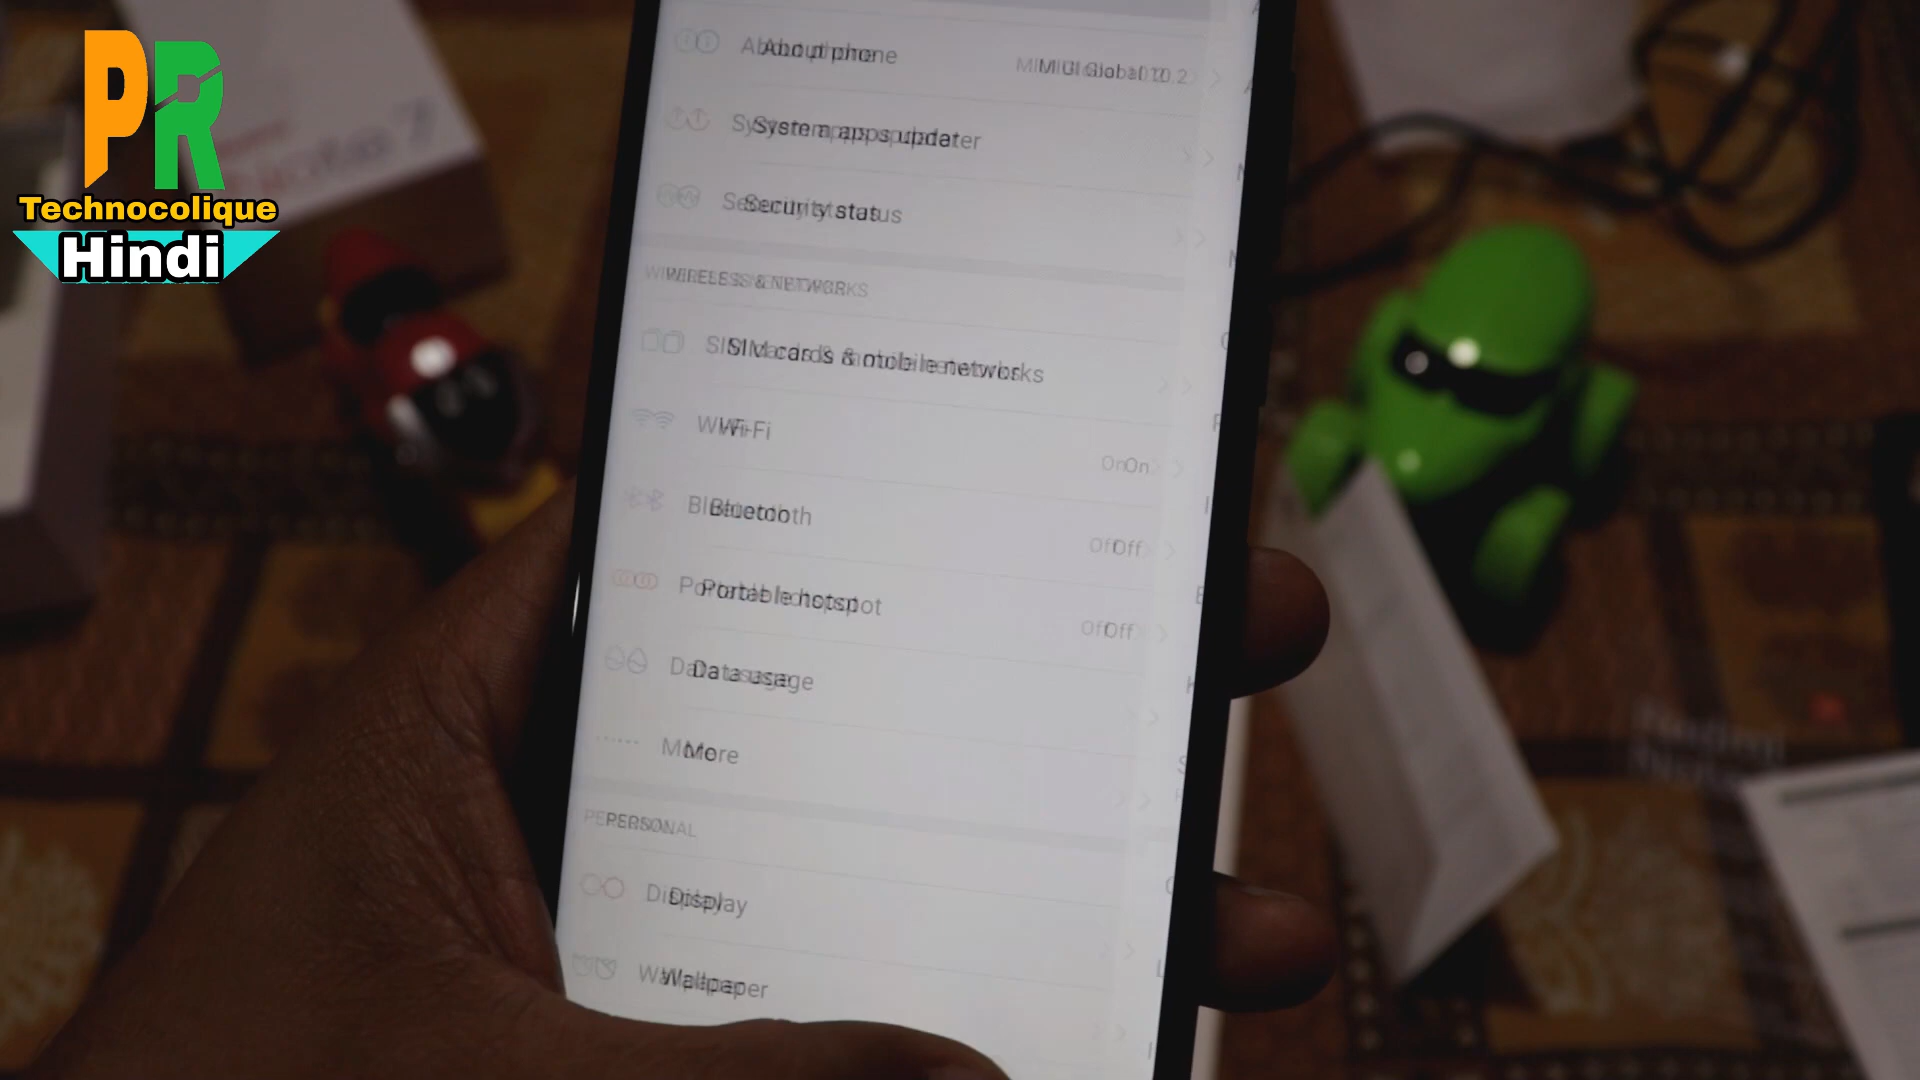 PR
Technocolique
Hindi
About phone
MIUI Global 10.2
System apps updater
Security status
WIRELESS & NETWORKS
SIM cards & mobile networks
Wi-Fi
On
Bluetooth
Off
Portable hotspot
Off
Data usage
More
PERSONAL
Display
Wallpaper